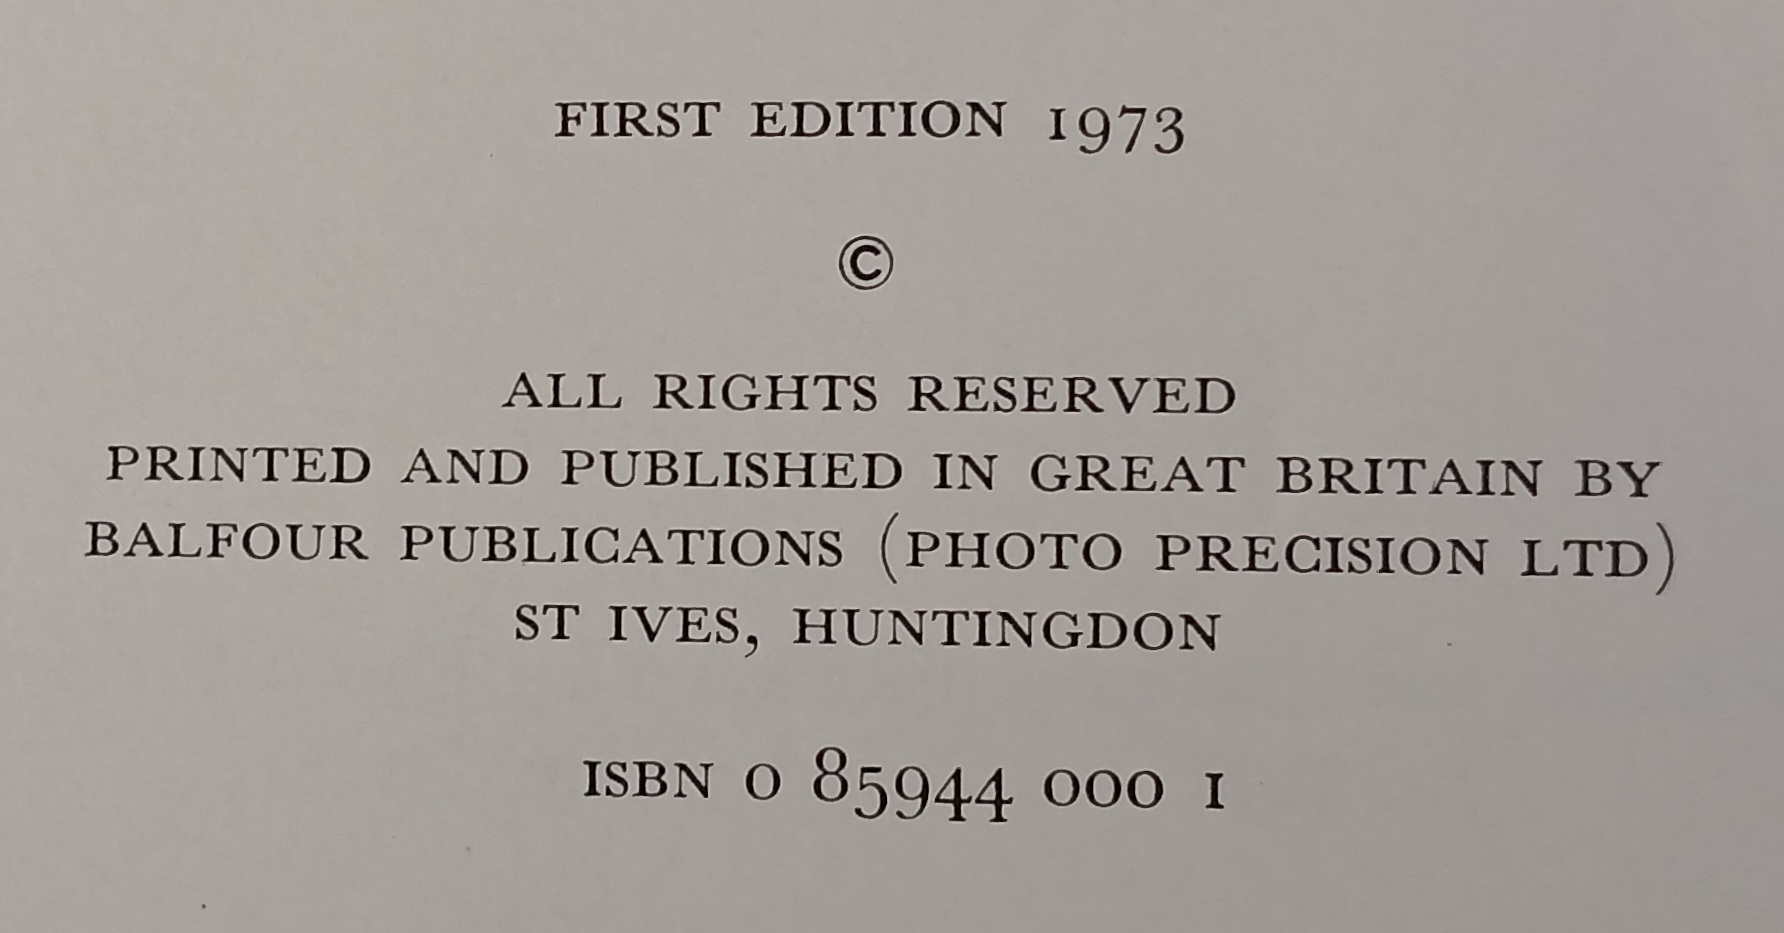 FIRST EDITION 1973
©
ALL RIGHTS RESERVED
PRINTED AND PUBLISHED IN GREAT BRITAIN BY
BALFOUR PUBLICATIONS (PHOTO PRECISION LTD)
ST IVES, HUNTINGDON
ISBN 0 85944 000 1